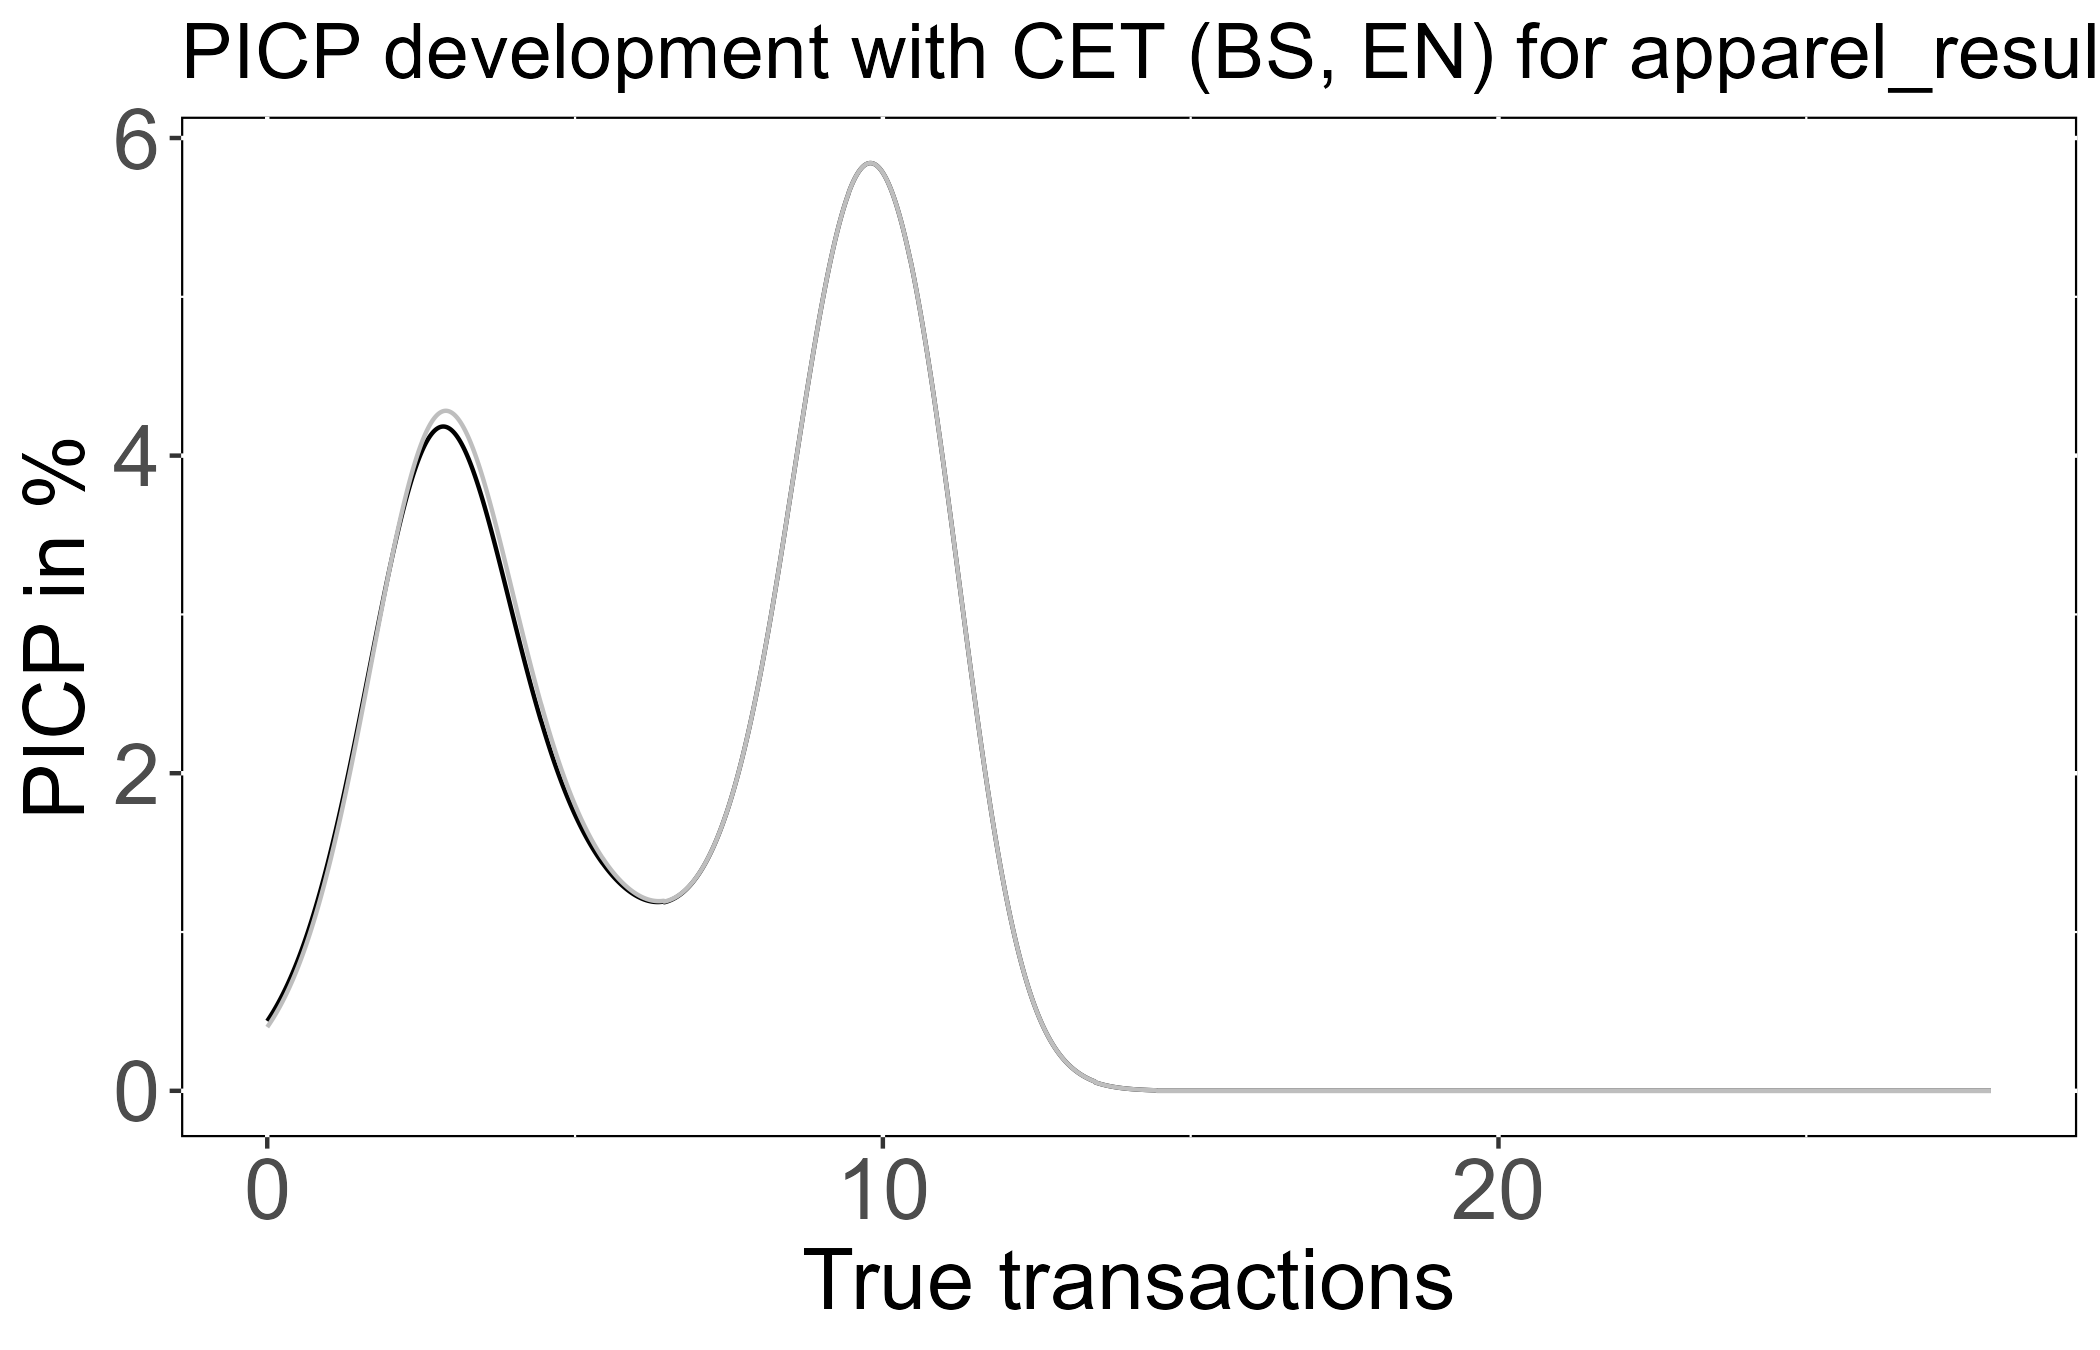 PICP development with CET (BS, EN) for apparel_resul
6
4
2
0
PICP in %
0 10 20
True transactions